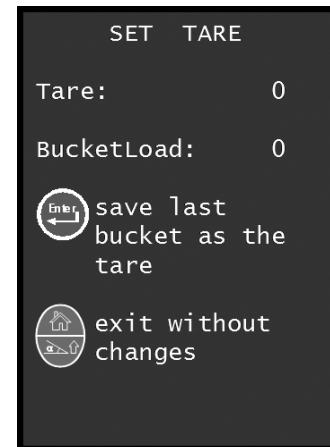 SET TARE
Tare: 0
BucketLoad: 0
Enter
save last
bucket as the
tare
α
exit without
changes